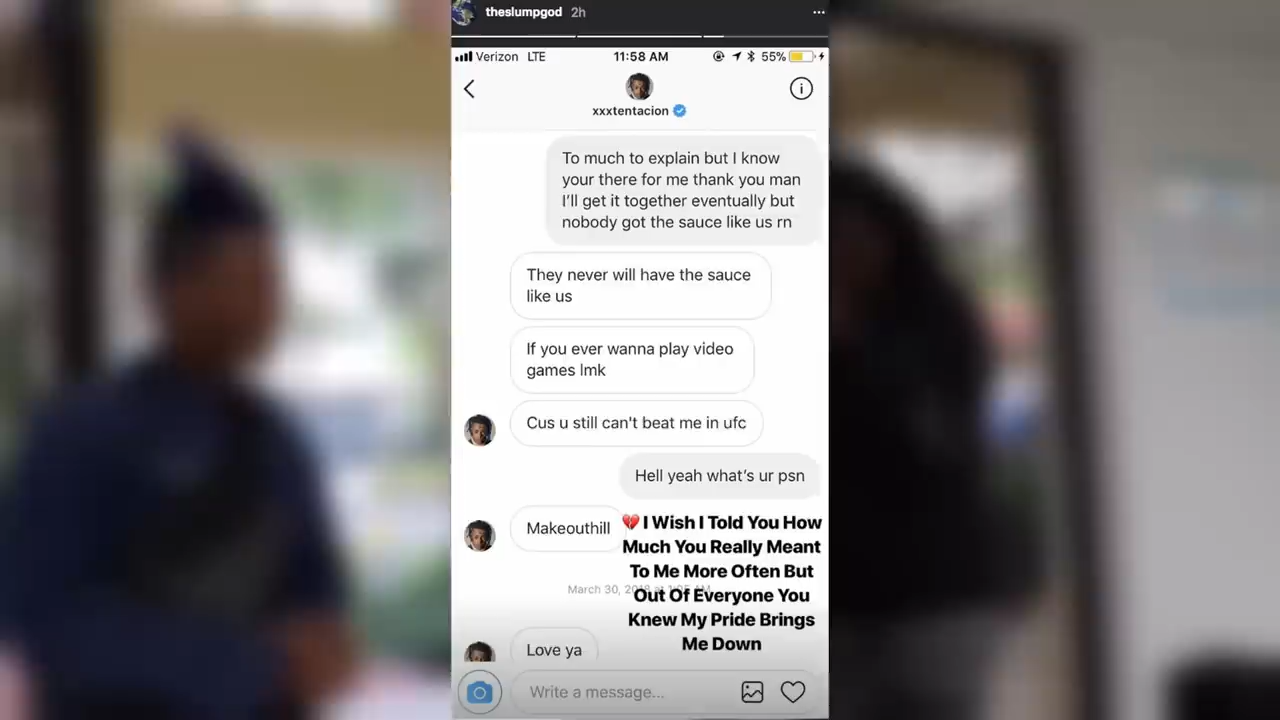 theslumpgod 2h
Verizon LTE 11:58 AM 55%
xxxtentacion
To much to explain but I know
your there for me thank you man
I'll get it together eventually but
nobody got the sauce like us rn
They never will have the sauce
like us
If you ever wanna play video
games lmk
Cus u still can't beat me in ufc
Hell yeah what's ur psn
Makeouthill
💔 I Wish I Told You How
Much You Really Meant
To Me More Often But
Out Of Everyone You
Knew My Pride Brings
Me Down
March 30,
Love ya
Write a message...